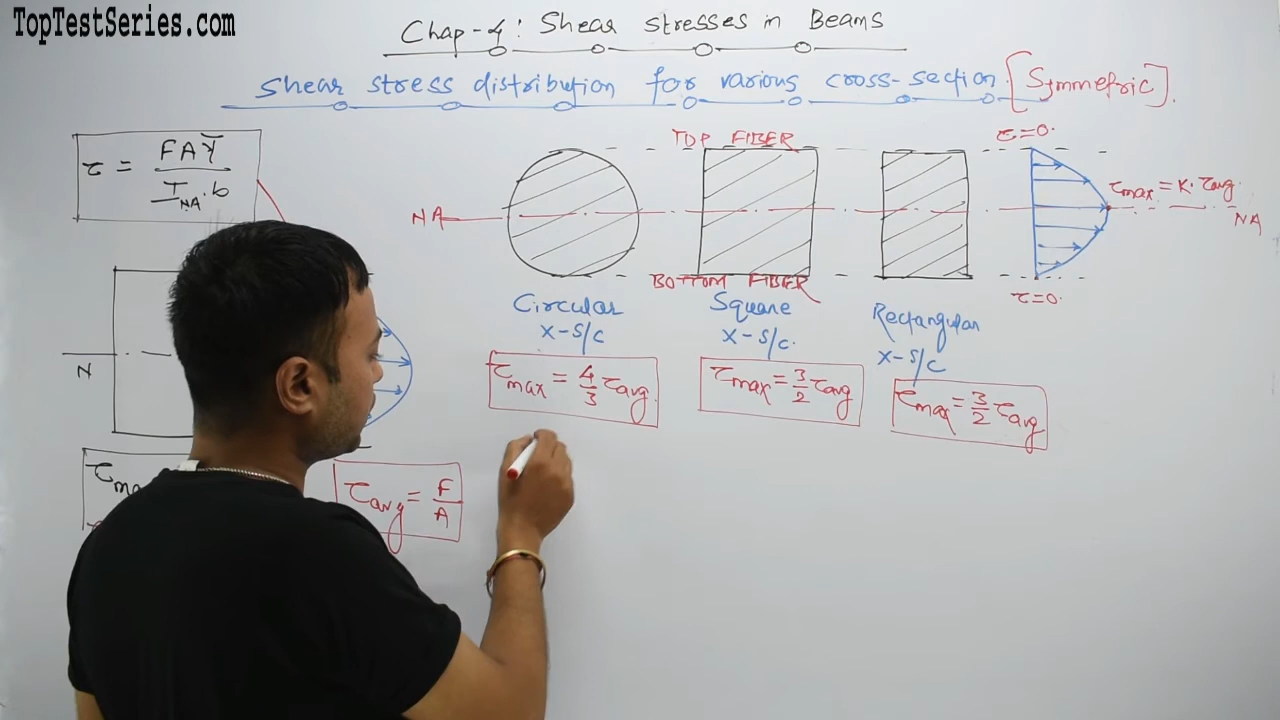 TopTestSeries.com
Chap-4: Shear stresses in Beams
Shear stress distribution for various cross-section. [Symmetric].
τ = FAȲ / I_NA.b
TOP FIBER
τ=0.
NA
τmax = K. τavg.
NA
BOTTOM FIBER
τ=0.
Circular
X-S/C
Square
X-S/C.
Rectangular
X-S/C
τmax = 4/3 τavg.
τmax = 3/2 τavg
τmax = 3/2 τavg
N
τavg = F/A